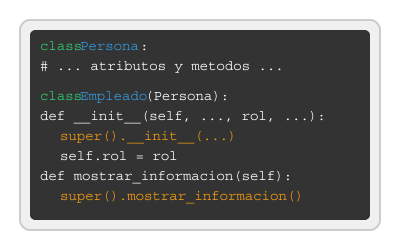 classPersona:
# ... atributos y metodos ...
classEmpleado(Persona):
def __init__(self, ..., rol, ...):
super().__init__(...)
self.rol = rol
def mostrar_informacion(self):
super().mostrar_informacion()